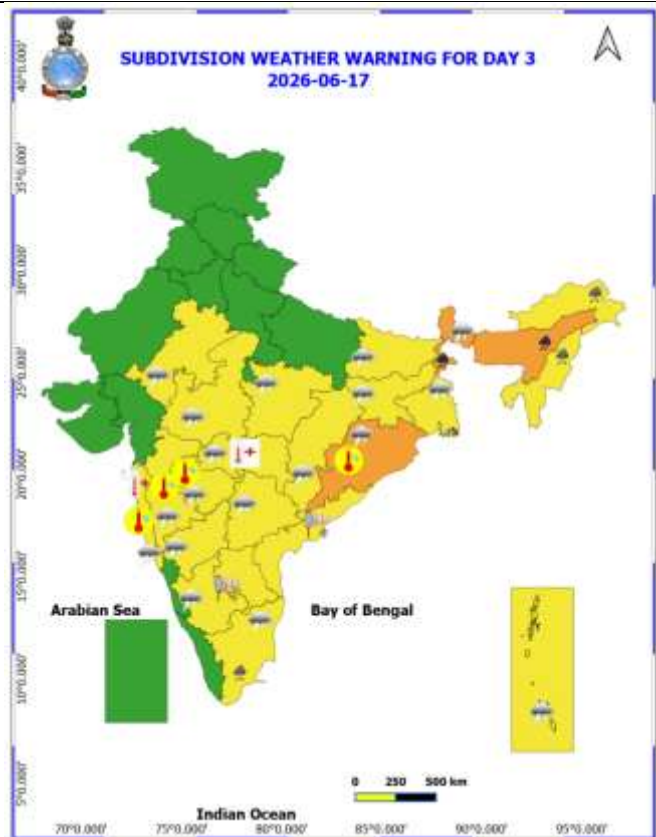 SUBDIVISION WEATHER WARNING FOR DAY 3
2026-06-17
40°0.000'
35°0.000'
30°0.000'
25°0.000'
20°0.000'
15°0.000'
10°0.000'
5°0.000'
Arabian Sea
Bay of Bengal
0 250 500 km
Indian Ocean
70°0.000' 75°0.000' 80°0.000' 85°0.000' 90°0.000' 95°0.000'